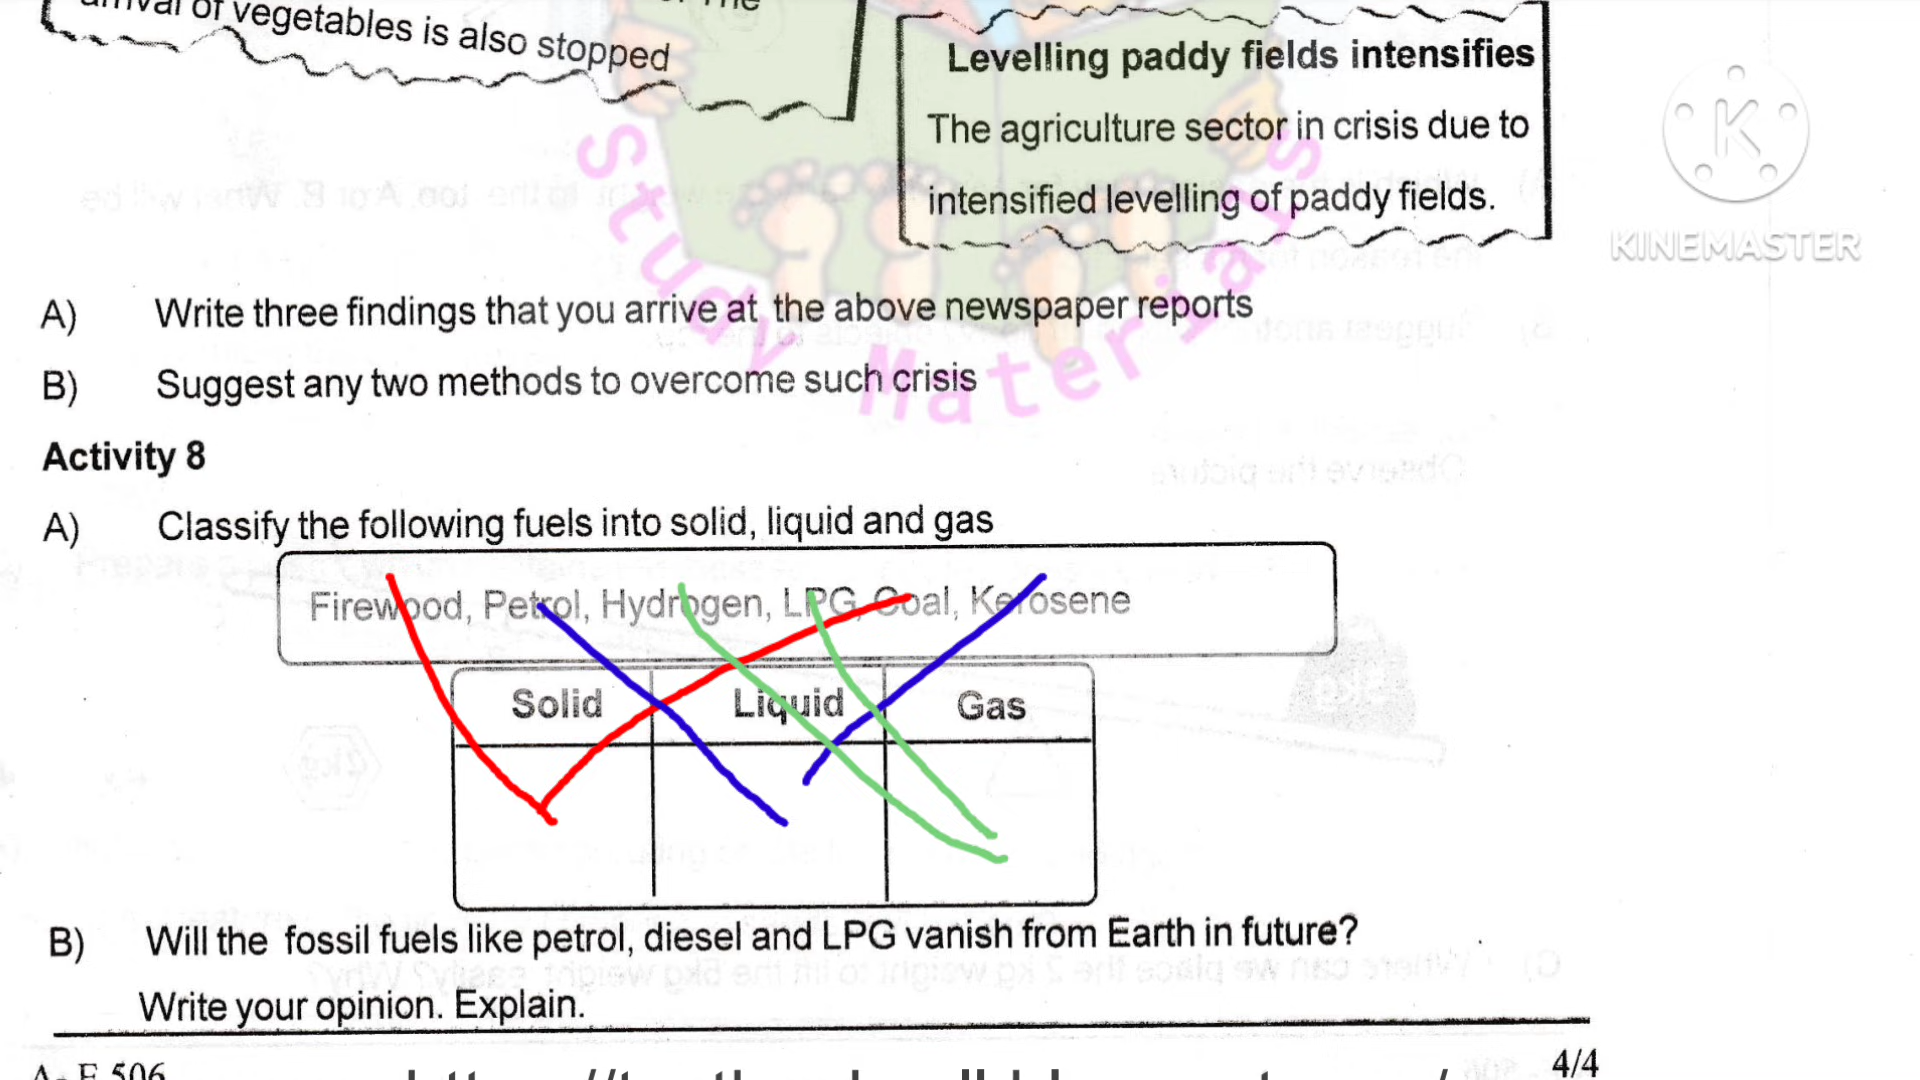 of vegetables is also stopped
Levelling paddy fields intensifies
The agriculture sector in crisis due to
intensified levelling of paddy fields.
KINEMASTER
Study Materials
A) Write three findings that you arrive at the above newspaper reports
B) Suggest any two methods to overcome such crisis
Activity 8
A) Classify the following fuels into solid, liquid and gas
Firewood, Petrol, Hydrogen, LPG, Coal, Kerosene
Solid Liquid Gas
B) Will the fossil fuels like petrol, diesel and LPG vanish from Earth in future?
Write your opinion. Explain.
4/4